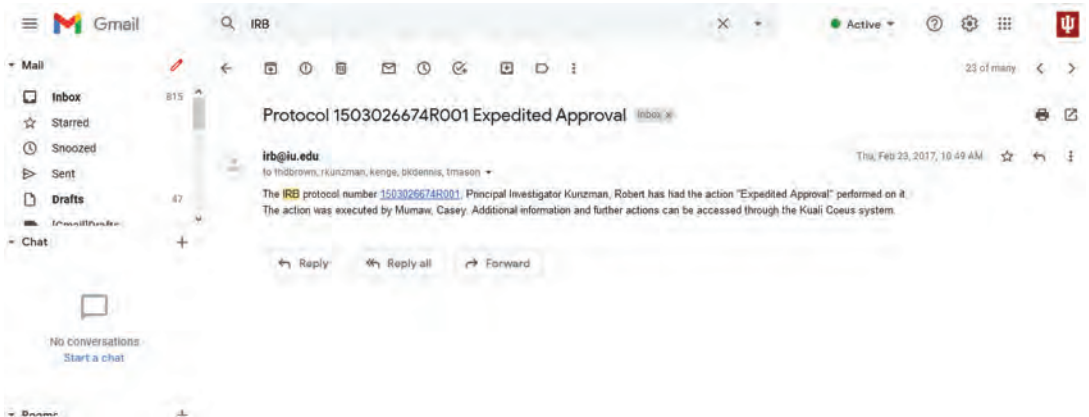 Gmail
IRB
Active
Mail
Inbox 815
Starred
Snoozed
Sent
Drafts 47
[Gmail]Drafts
Chat
No conversations
Start a chat
Rooms
23 of many
Protocol 1503026674R001 Expedited Approval Inbox x
irb@iu.edu Thu, Feb 23, 2017, 10:49 AM
to thdbrown, rkunzman, kenge, bkdennis, tmason
The IRB protocol number 1503026674R001, Principal Investigator Kunzman, Robert has had the action "Expedited Approval" performed on it.
The action was executed by Mumaw, Casey. Additional information and further actions can be accessed through the Kuali Coeus system.
Reply Reply all Forward